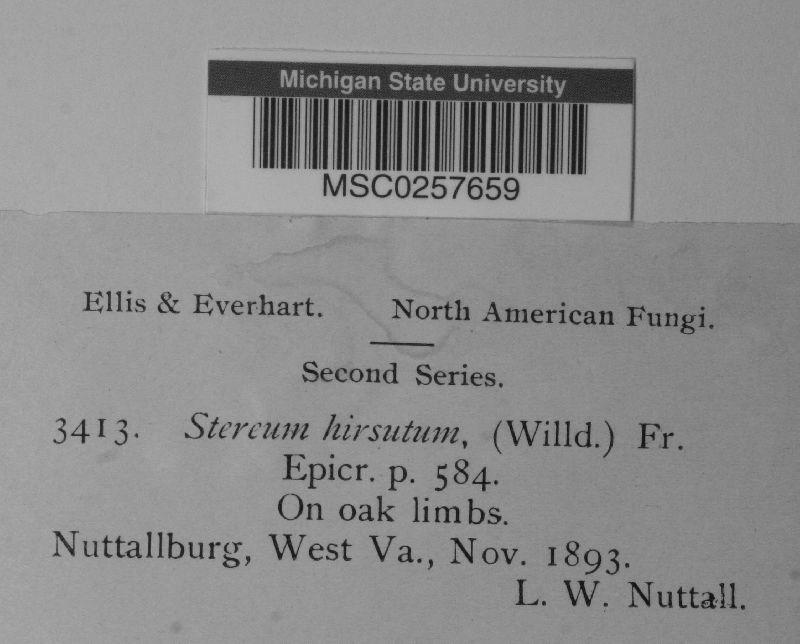 Michigan State University
MSC0257659
Ellis & Everhart. North American Fungi.
Second Series.
3413. Stereum hirsutum, (Willd.) Fr.
Epicr. p. 584.
On oak limbs.
Nuttallburg, West Va., Nov. 1893.
L. W. Nuttall.